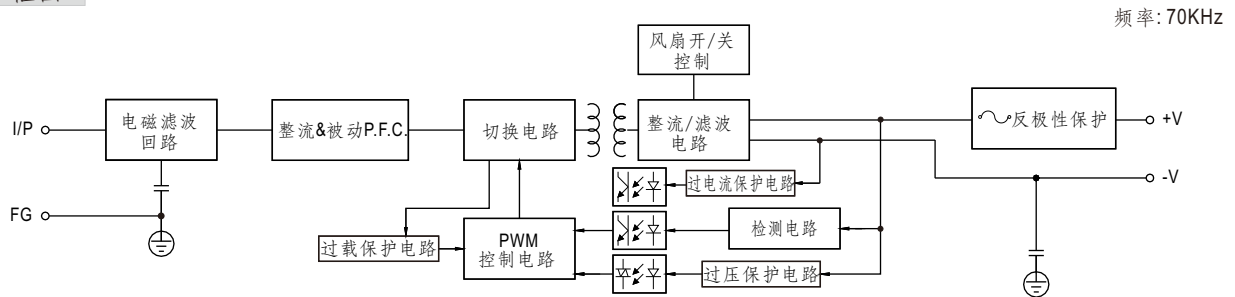 频率: 70KHz
风扇开/关
控制
I/P
电磁滤波
回路
整流&被动P.F.C.
切换电路
整流/滤波
电路
反极性保护
+V
-V
过电流保护电路
FG
检测电路
过载保护电路
PWM
控制电路
过压保护电路